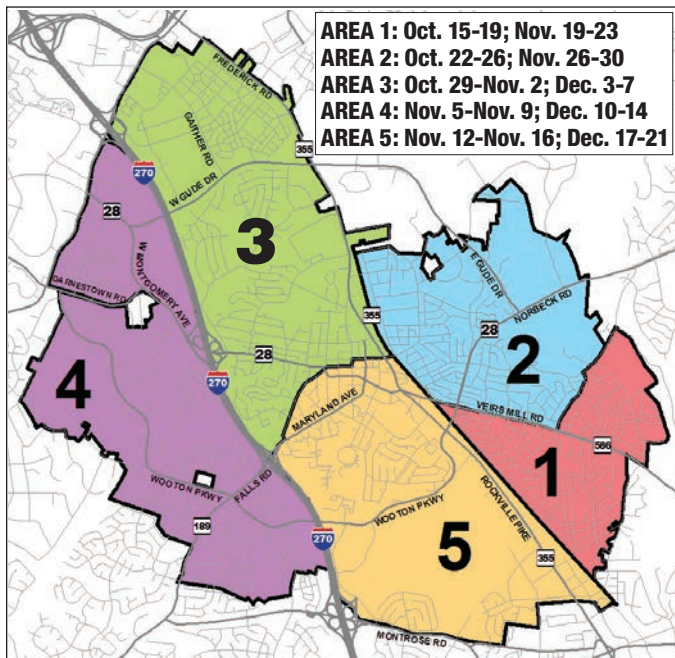 AREA 1: Oct. 15-19; Nov. 19-23
AREA 2: Oct. 22-26; Nov. 26-30
AREA 3: Oct. 29-Nov. 2; Dec. 3-7
AREA 4: Nov. 5-Nov. 9; Dec. 10-14
AREA 5: Nov. 12-Nov. 16; Dec. 17-21
FREDERICK RD
GAITHER RD
355
270
W GUDE DR
28
W MONTGOMERY AVE
3
E GUDE DR
DARNESTOWN RD
NORBECK RD
355
28
28
2
270
4
MARYLAND AVE
VEIRS MILL RD
586
1
WOOTON PKWY
FALLS RD
WOOTON PKWY
ROCKVILLE PIKE
189
270
5
355
MONTROSE RD